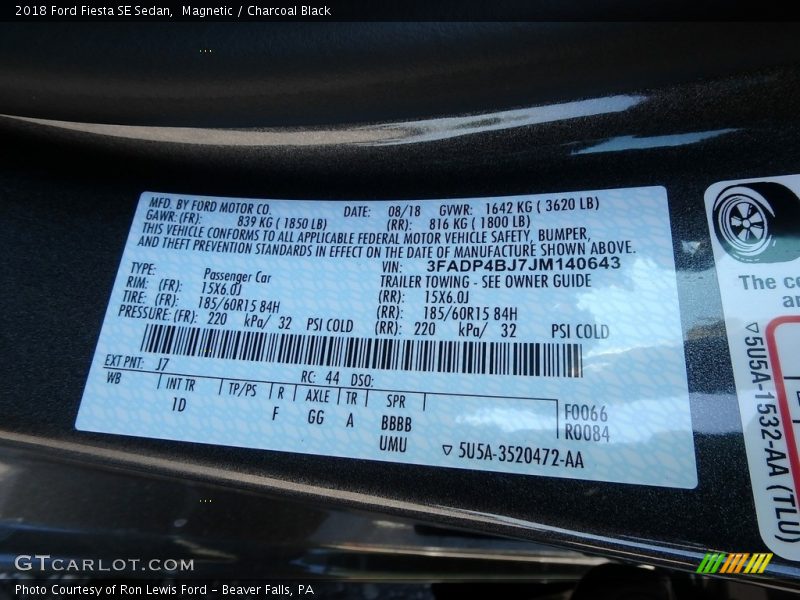 2018 Ford Fiesta SE Sedan,  Magnetic / Charcoal Black
MFD. BY FORD MOTOR CO. DATE: 08/18 GVWR: 1642 KG ( 3620 LB)
GAWR: (FR): 839 KG ( 1850 LB) (RR): 816 KG ( 1800 LB)
THIS VEHICLE CONFORMS TO ALL APPLICABLE FEDERAL MOTOR VEHICLE SAFETY, BUMPER,
AND THEFT PREVENTION STANDARDS IN EFFECT ON THE DATE OF MANUFACTURE SHOWN ABOVE.
VIN: 3FADP4BJ7JM140643
TYPE: Passenger Car TRAILER TOWING - SEE OWNER GUIDE
RIM: (FR): 15X6.0J (RR): 15X6.0J
TIRE: (FR): 185/60R15 84H (RR): 185/60R15 84H
PRESSURE: (FR): 220 kPa/ 32 PSI COLD (RR): 220 kPa/ 32 PSI COLD
EXT PNT: J7 RC: 44 DSO:
WB INT TR TP/PS R AXLE TR SPR
1D F GG A BBBB
UMU
F0066
R0084
▽ 5U5A-3520472-AA
The co
an
▽5U5A-1532-AA (TLU)
GTCARLOT.COM
Photo Courtesy of Ron Lewis Ford - Beaver Falls, PA